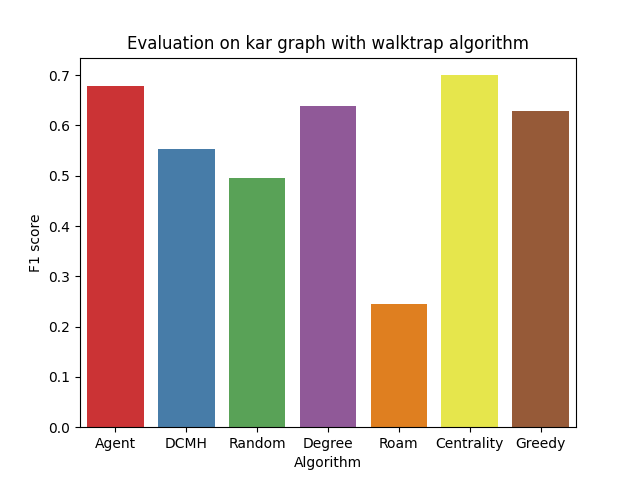 Evaluation on kar graph with walktrap algorithm
F1 score
0.7
0.6
0.5
0.4
0.3
0.2
0.1
0.0
Agent DCMH Random Degree Roam Centrality Greedy
Algorithm